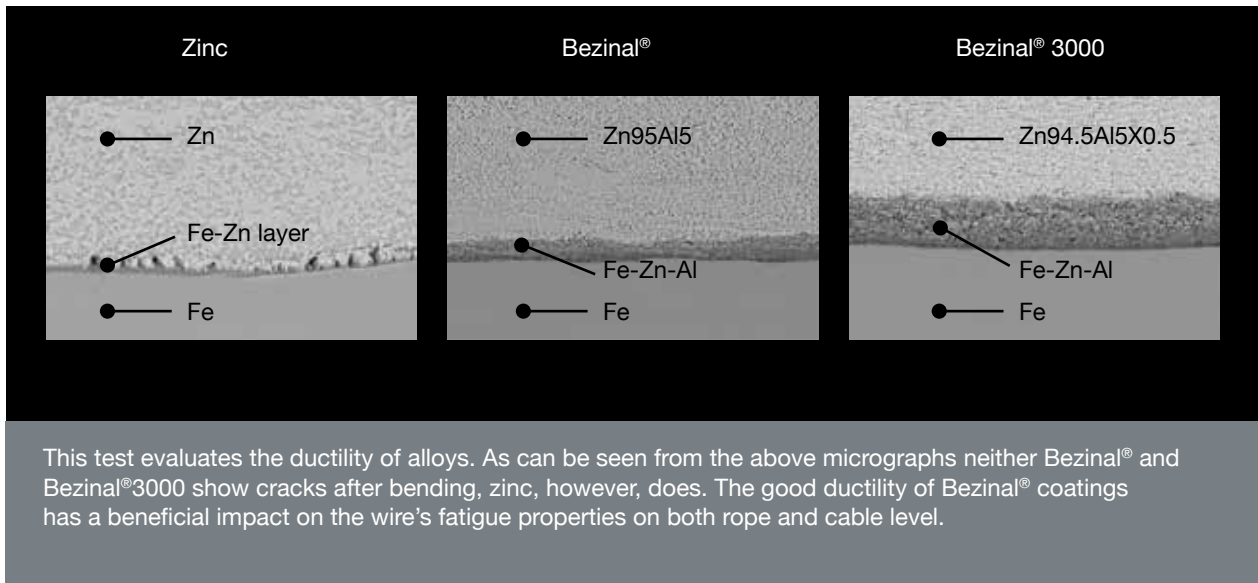 Zinc
Bezinal®
Bezinal® 3000
Zn
Fe-Zn layer
Fe
Zn95Al5
Fe-Zn-Al
Fe
Zn94.5Al5X0.5
Fe-Zn-Al
Fe
This test evaluates the ductility of alloys. As can be seen from the above micrographs neither Bezinal® and
Bezinal®3000 show cracks after bending, zinc, however, does. The good ductility of Bezinal® coatings
has a beneficial impact on the wire's fatigue properties on both rope and cable level.